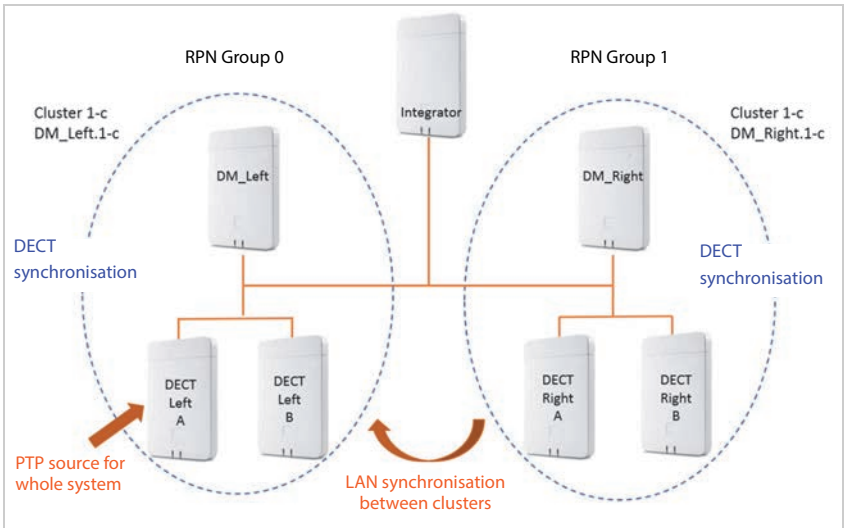 RPN Group 0
RPN Group 1
Integrator
Cluster 1-c
DM_Left.1-c
Cluster 1-c
DM_Right.1-c
DM_Left
DM_Right
DECT
synchronisation
DECT
synchronisation
DECT
Left
A
DECT
Left
B
DECT
Right
A
DECT
Right
B
PTP source for
whole system
LAN synchronisation
between clusters